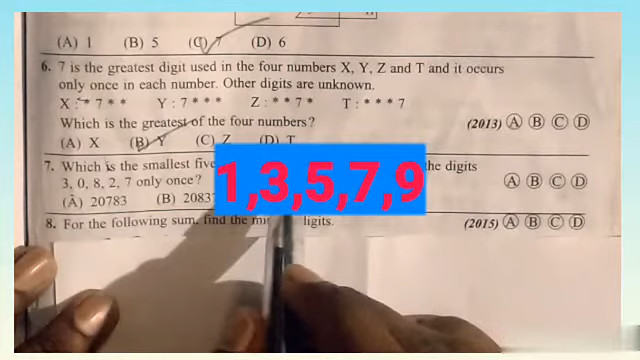 (A) 1 (B) 5 (C) 7 (D) 6
6. 7 is the greatest digit used in the four numbers X, Y, Z and T and it occurs
only once in each number. Other digits are unknown.
X : * 7 * * Y : 7 * * * Z : * * 7 * T : * * * 7
Which is the greatest of the four numbers? (2013) A B C D
(A) X (B) Y (C) Z (D) T
7. Which is the smallest five the digits
3, 0, 8, 2, 7 only once? A B C D
1,3,5,7,9
(A) 20783 (B) 2083
8. For the following sum, find the digits. (2015) A B C D